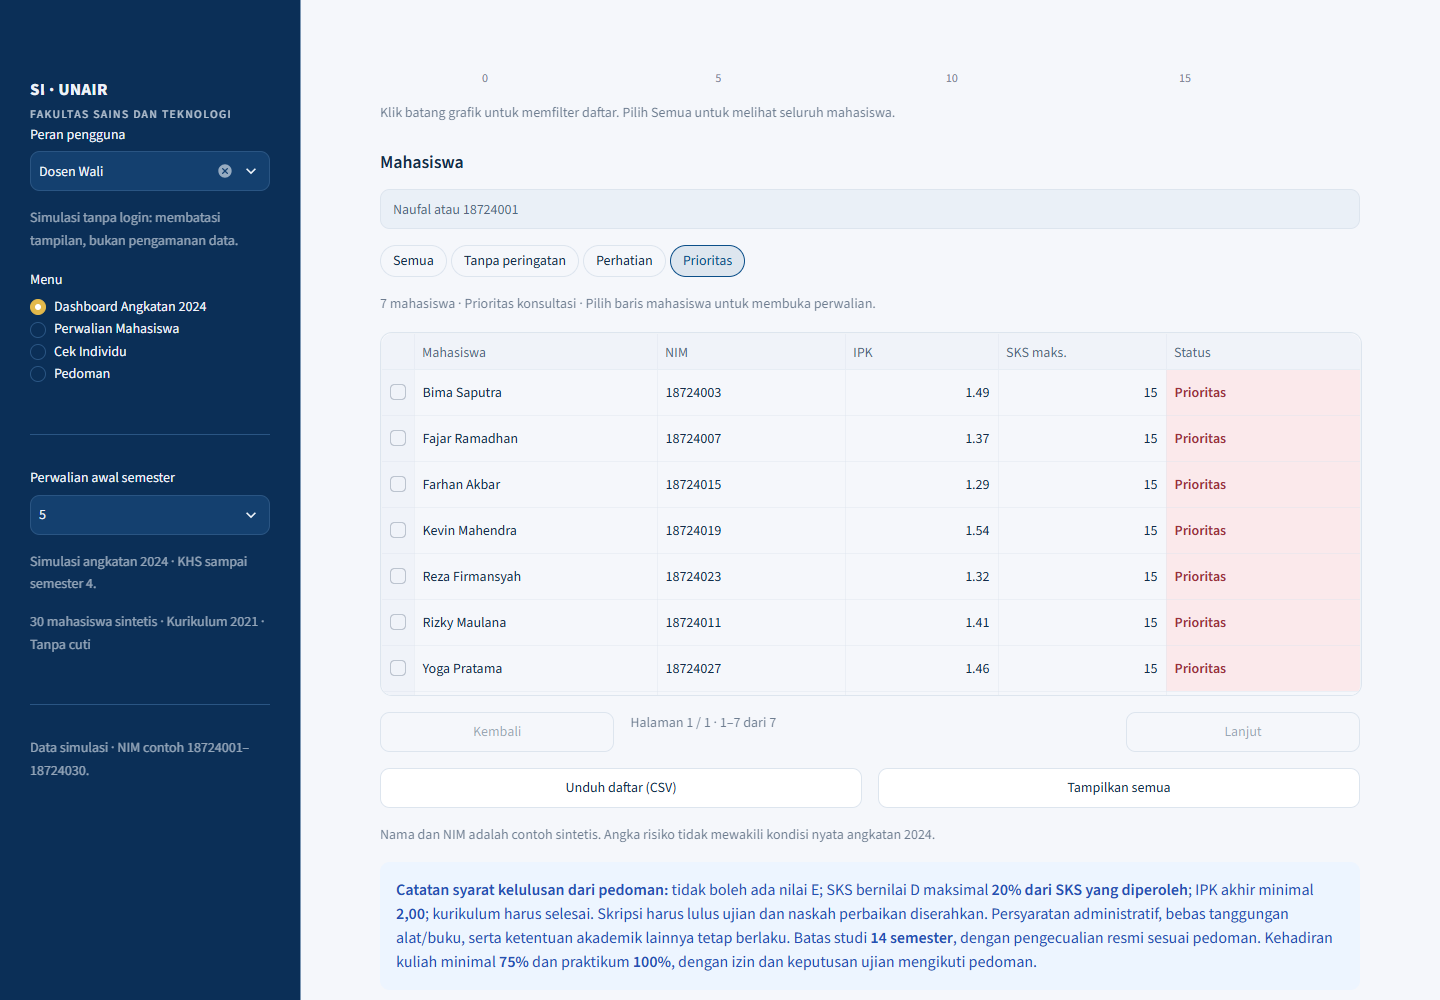 SI · UNAIR
FAKULTAS SAINS DAN TEKNOLOGI
Peran pengguna
Dosen Wali
Simulasi tanpa login: membatasi
tampilan, bukan pengamanan data.
Menu
Dashboard Angkatan 2024
Perwalian Mahasiswa
Cek Individu
Pedoman
Perwalian awal semester
5
Simulasi angkatan 2024 · KHS sampai
semester 4.
30 mahasiswa sintetis · Kurikulum 2021 ·
Tanpa cuti
Data simulasi · NIM contoh 18724001–
18724030.
0 5 10 15
Klik batang grafik untuk memfilter daftar. Pilih Semua untuk melihat seluruh mahasiswa.
Mahasiswa
Naufal atau 18724001
Semua Tanpa peringatan Perhatian Prioritas
7 mahasiswa · Prioritas konsultasi · Pilih baris mahasiswa untuk membuka perwalian.
Mahasiswa NIM IPK SKS maks. Status
Bima Saputra 18724003 1.49 15 Prioritas
Fajar Ramadhan 18724007 1.37 15 Prioritas
Farhan Akbar 18724015 1.29 15 Prioritas
Kevin Mahendra 18724019 1.54 15 Prioritas
Reza Firmansyah 18724023 1.32 15 Prioritas
Rizky Maulana 18724011 1.41 15 Prioritas
Yoga Pratama 18724027 1.46 15 Prioritas
Kembali Halaman 1 / 1 · 1–7 dari 7 Lanjut
Unduh daftar (CSV) Tampilkan semua
Nama dan NIM adalah contoh sintetis. Angka risiko tidak mewakili kondisi nyata angkatan 2024.
Catatan syarat kelulusan dari pedoman: tidak boleh ada nilai E; SKS bernilai D maksimal 20% dari SKS yang diperoleh; IPK akhir minimal
2,00; kurikulum harus selesai. Skripsi harus lulus ujian dan naskah perbaikan diserahkan. Persyaratan administratif, bebas tanggungan
alat/buku, serta ketentuan akademik lainnya tetap berlaku. Batas studi 14 semester, dengan pengecualian resmi sesuai pedoman. Kehadiran
kuliah minimal 75% dan praktikum 100%, dengan izin dan keputusan ujian mengikuti pedoman.